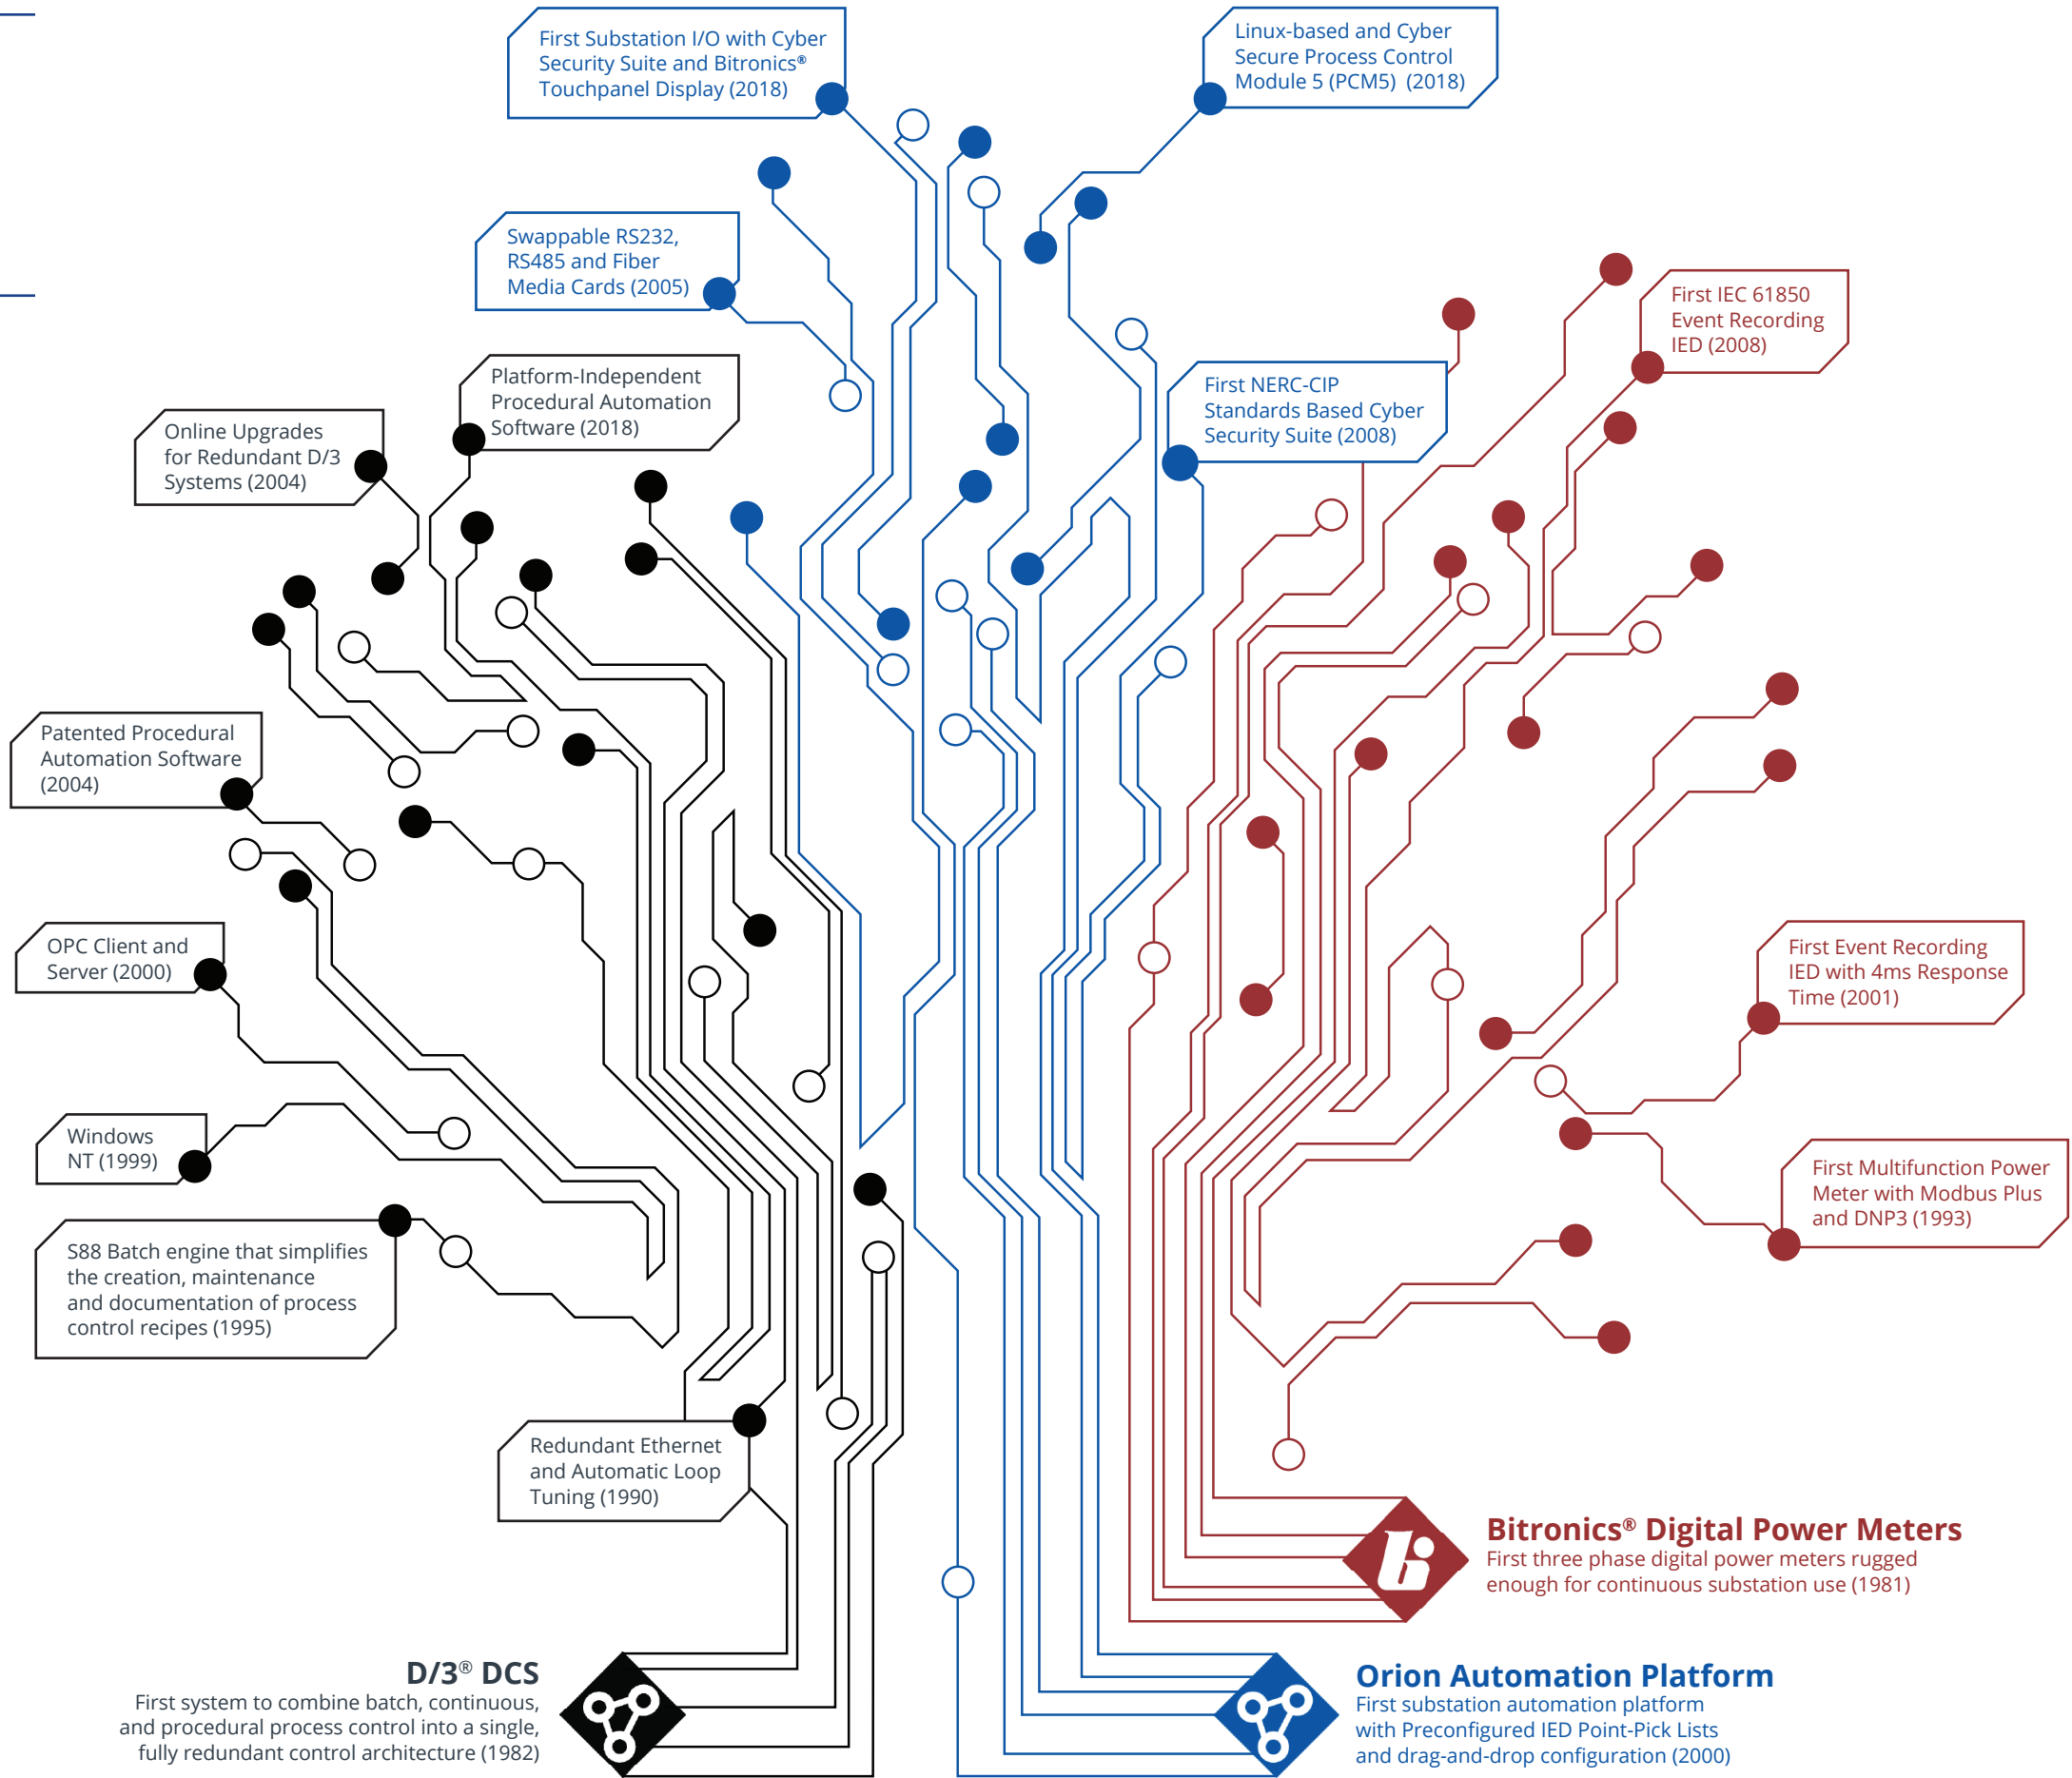 First Substation I/O with Cyber
Security Suite and Bitronics®
Touchpanel Display (2018)
Linux-based and Cyber
Secure Process Control
Module 5 (PCM5) (2018)
Swappable RS232,
RS485 and Fiber
Media Cards (2005)
First IEC 61850
Event Recording
IED (2008)
Platform-Independent
Procedural Automation
Software (2018)
First NERC-CIP
Standards Based Cyber
Security Suite (2008)
Online Upgrades
for Redundant D/3
Systems (2004)
Patented Procedural
Automation Software
(2004)
OPC Client and
Server (2000)
First Event Recording
IED with 4ms Response
Time (2001)
Windows
NT (1999)
First Multifunction Power
Meter with Modbus Plus
and DNP3 (1993)
S88 Batch engine that simplifies
the creation, maintenance
and documentation of process
control recipes (1995)
Redundant Ethernet
and Automatic Loop
Tuning (1990)
Bitronics® Digital Power Meters
First three phase digital power meters rugged
enough for continuous substation use (1981)
D/3® DCS
First system to combine batch, continuous,
and procedural process control into a single,
fully redundant control architecture (1982)
Orion Automation Platform
First substation automation platform
with Preconfigured IED Point-Pick Lists
and drag-and-drop configuration (2000)